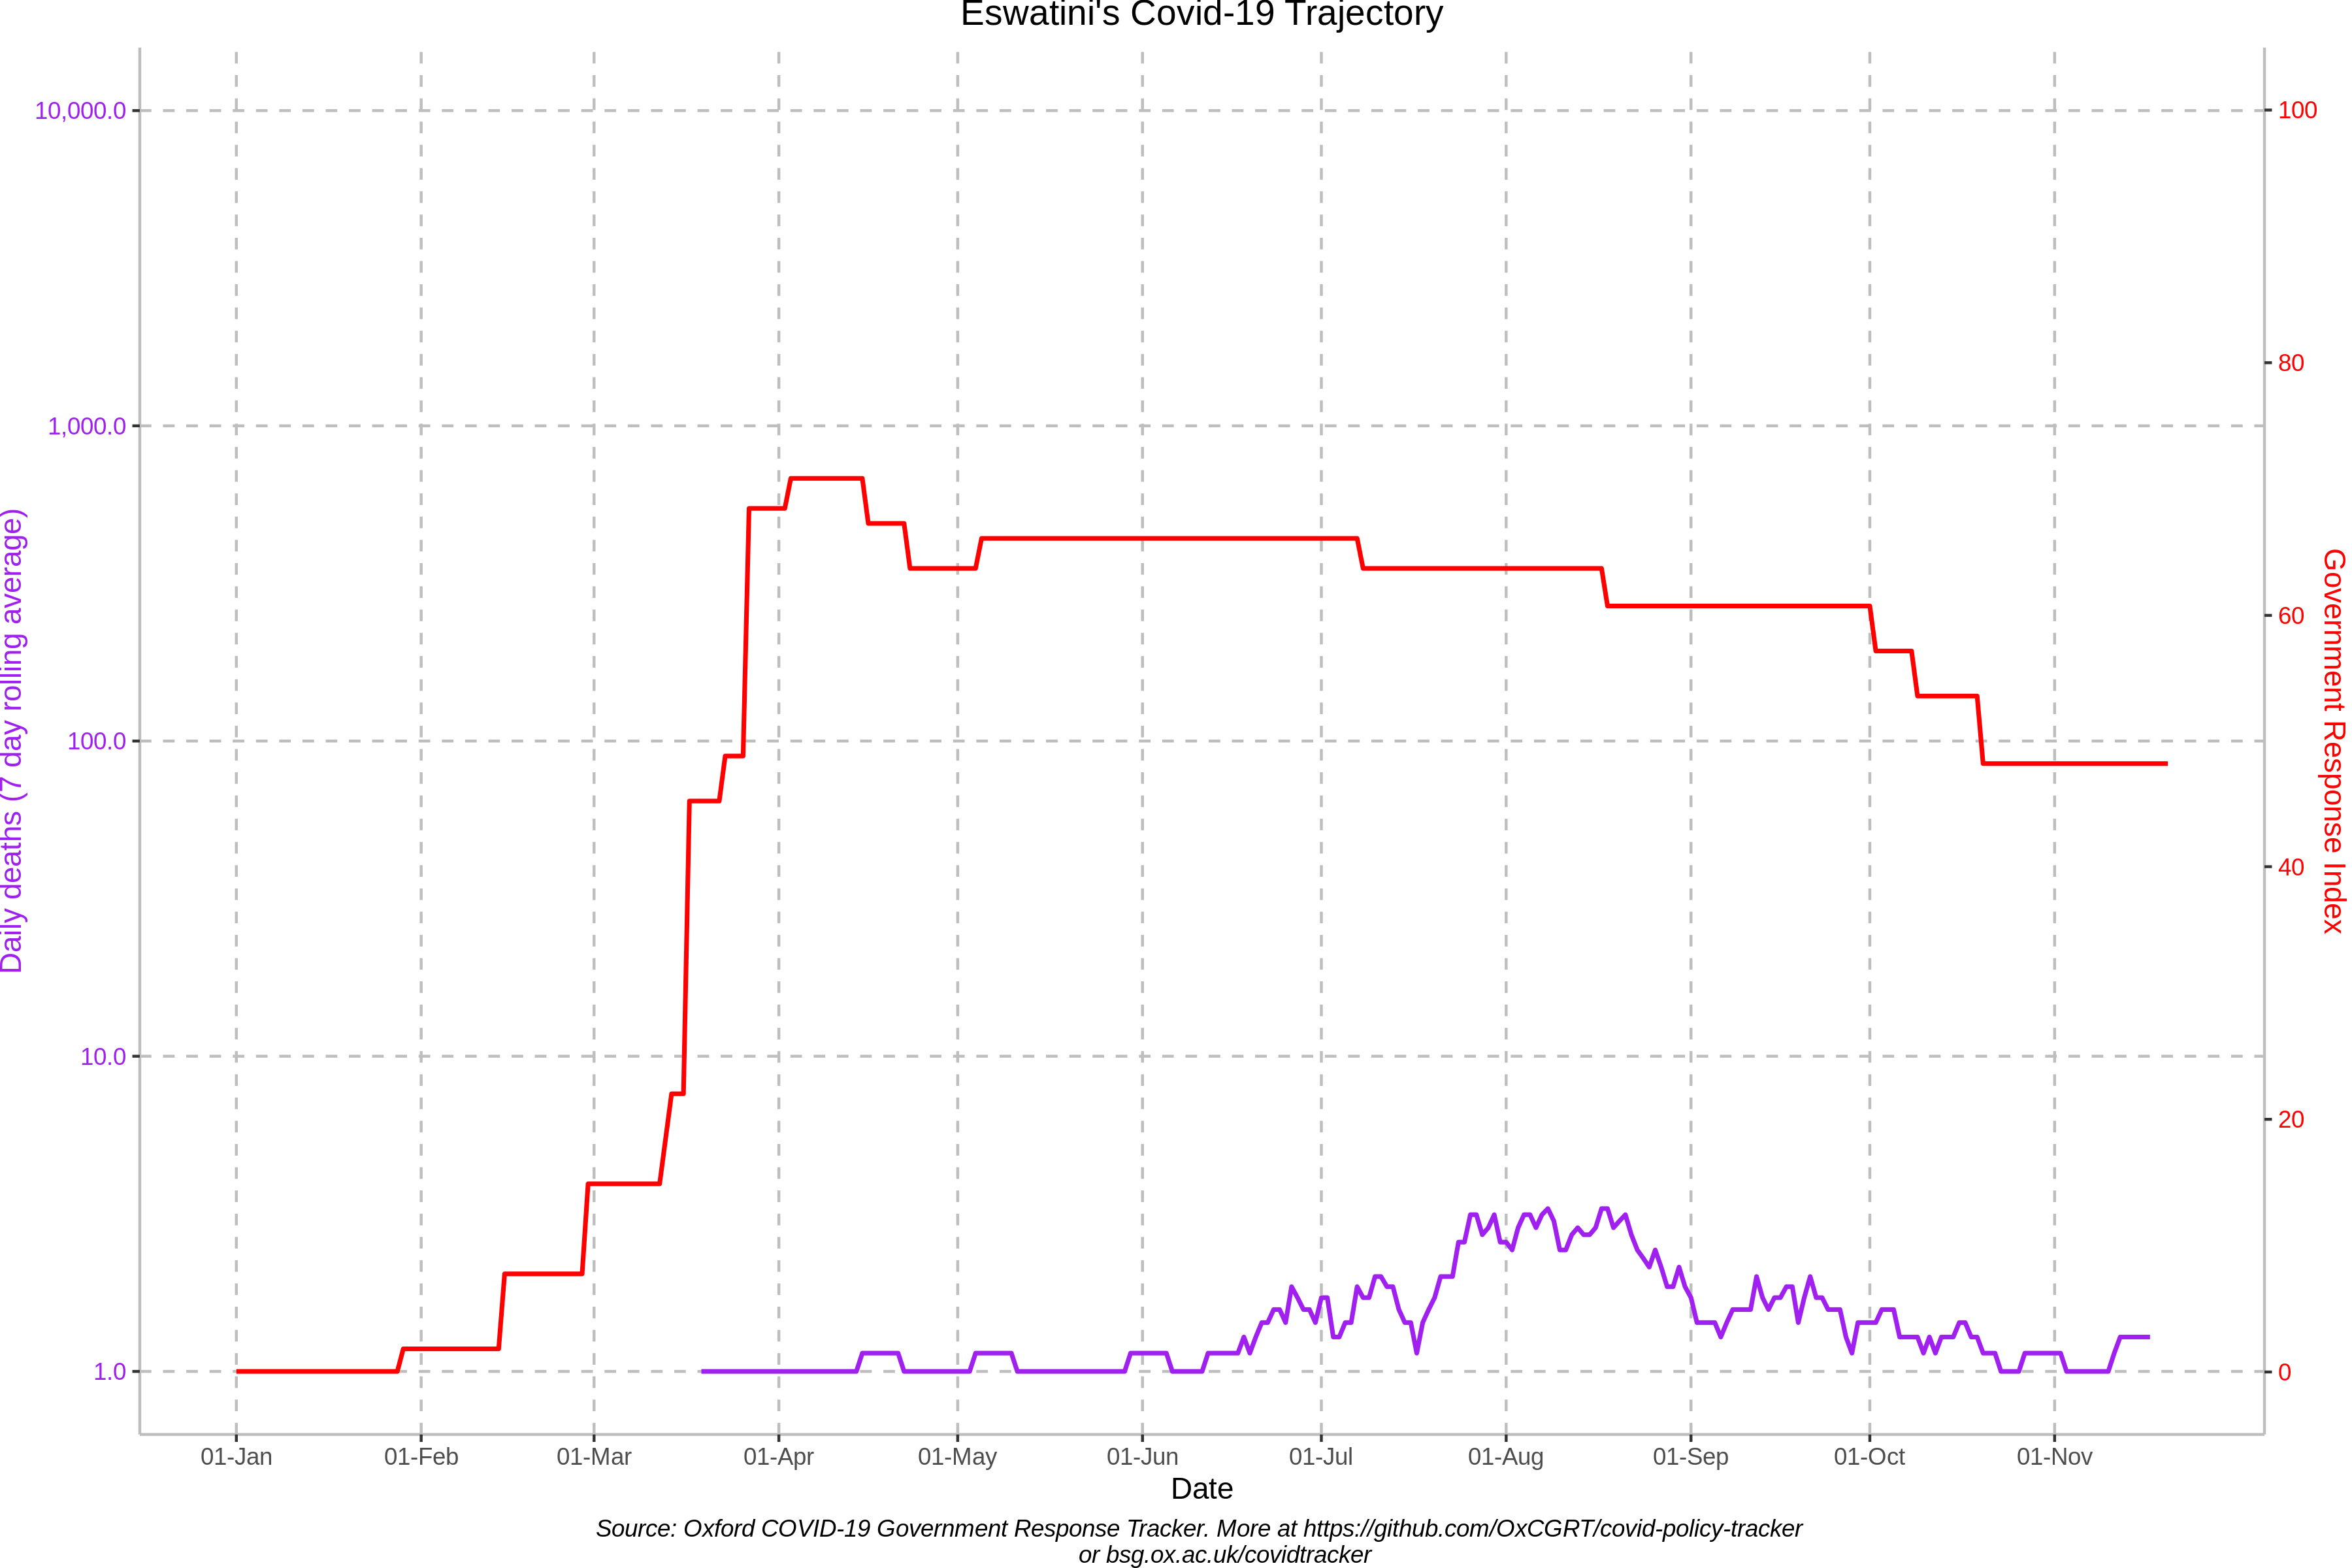 Eswatini's Covid-19 Trajectory
10,000.0
1,000.0
100.0
10.0
1.0
Daily deaths (7 day rolling average)
100
80
60
40
20
0
Government Response Index
01-Jan
01-Feb
01-Mar
01-Apr
01-May
01-Jun
01-Jul
01-Aug
01-Sep
01-Oct
01-Nov
Date
Source: Oxford COVID-19 Government Response Tracker. More at https://github.com/OxCGRT/covid-policy-tracker
or bsg.ox.ac.uk/covidtracker